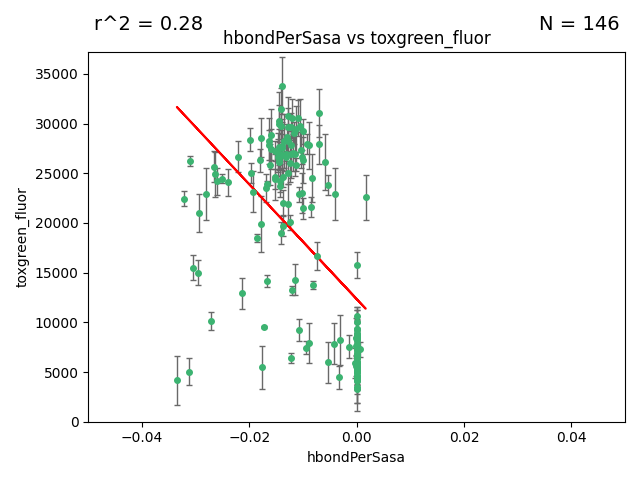 r^2 = 0.28
N = 146
hbondPerSasa vs toxgreen_fluor
35000
30000
25000
20000
15000
10000
5000
0
toxgreen_fluor
−0.04
−0.02
0.00
0.02
0.04
hbondPerSasa